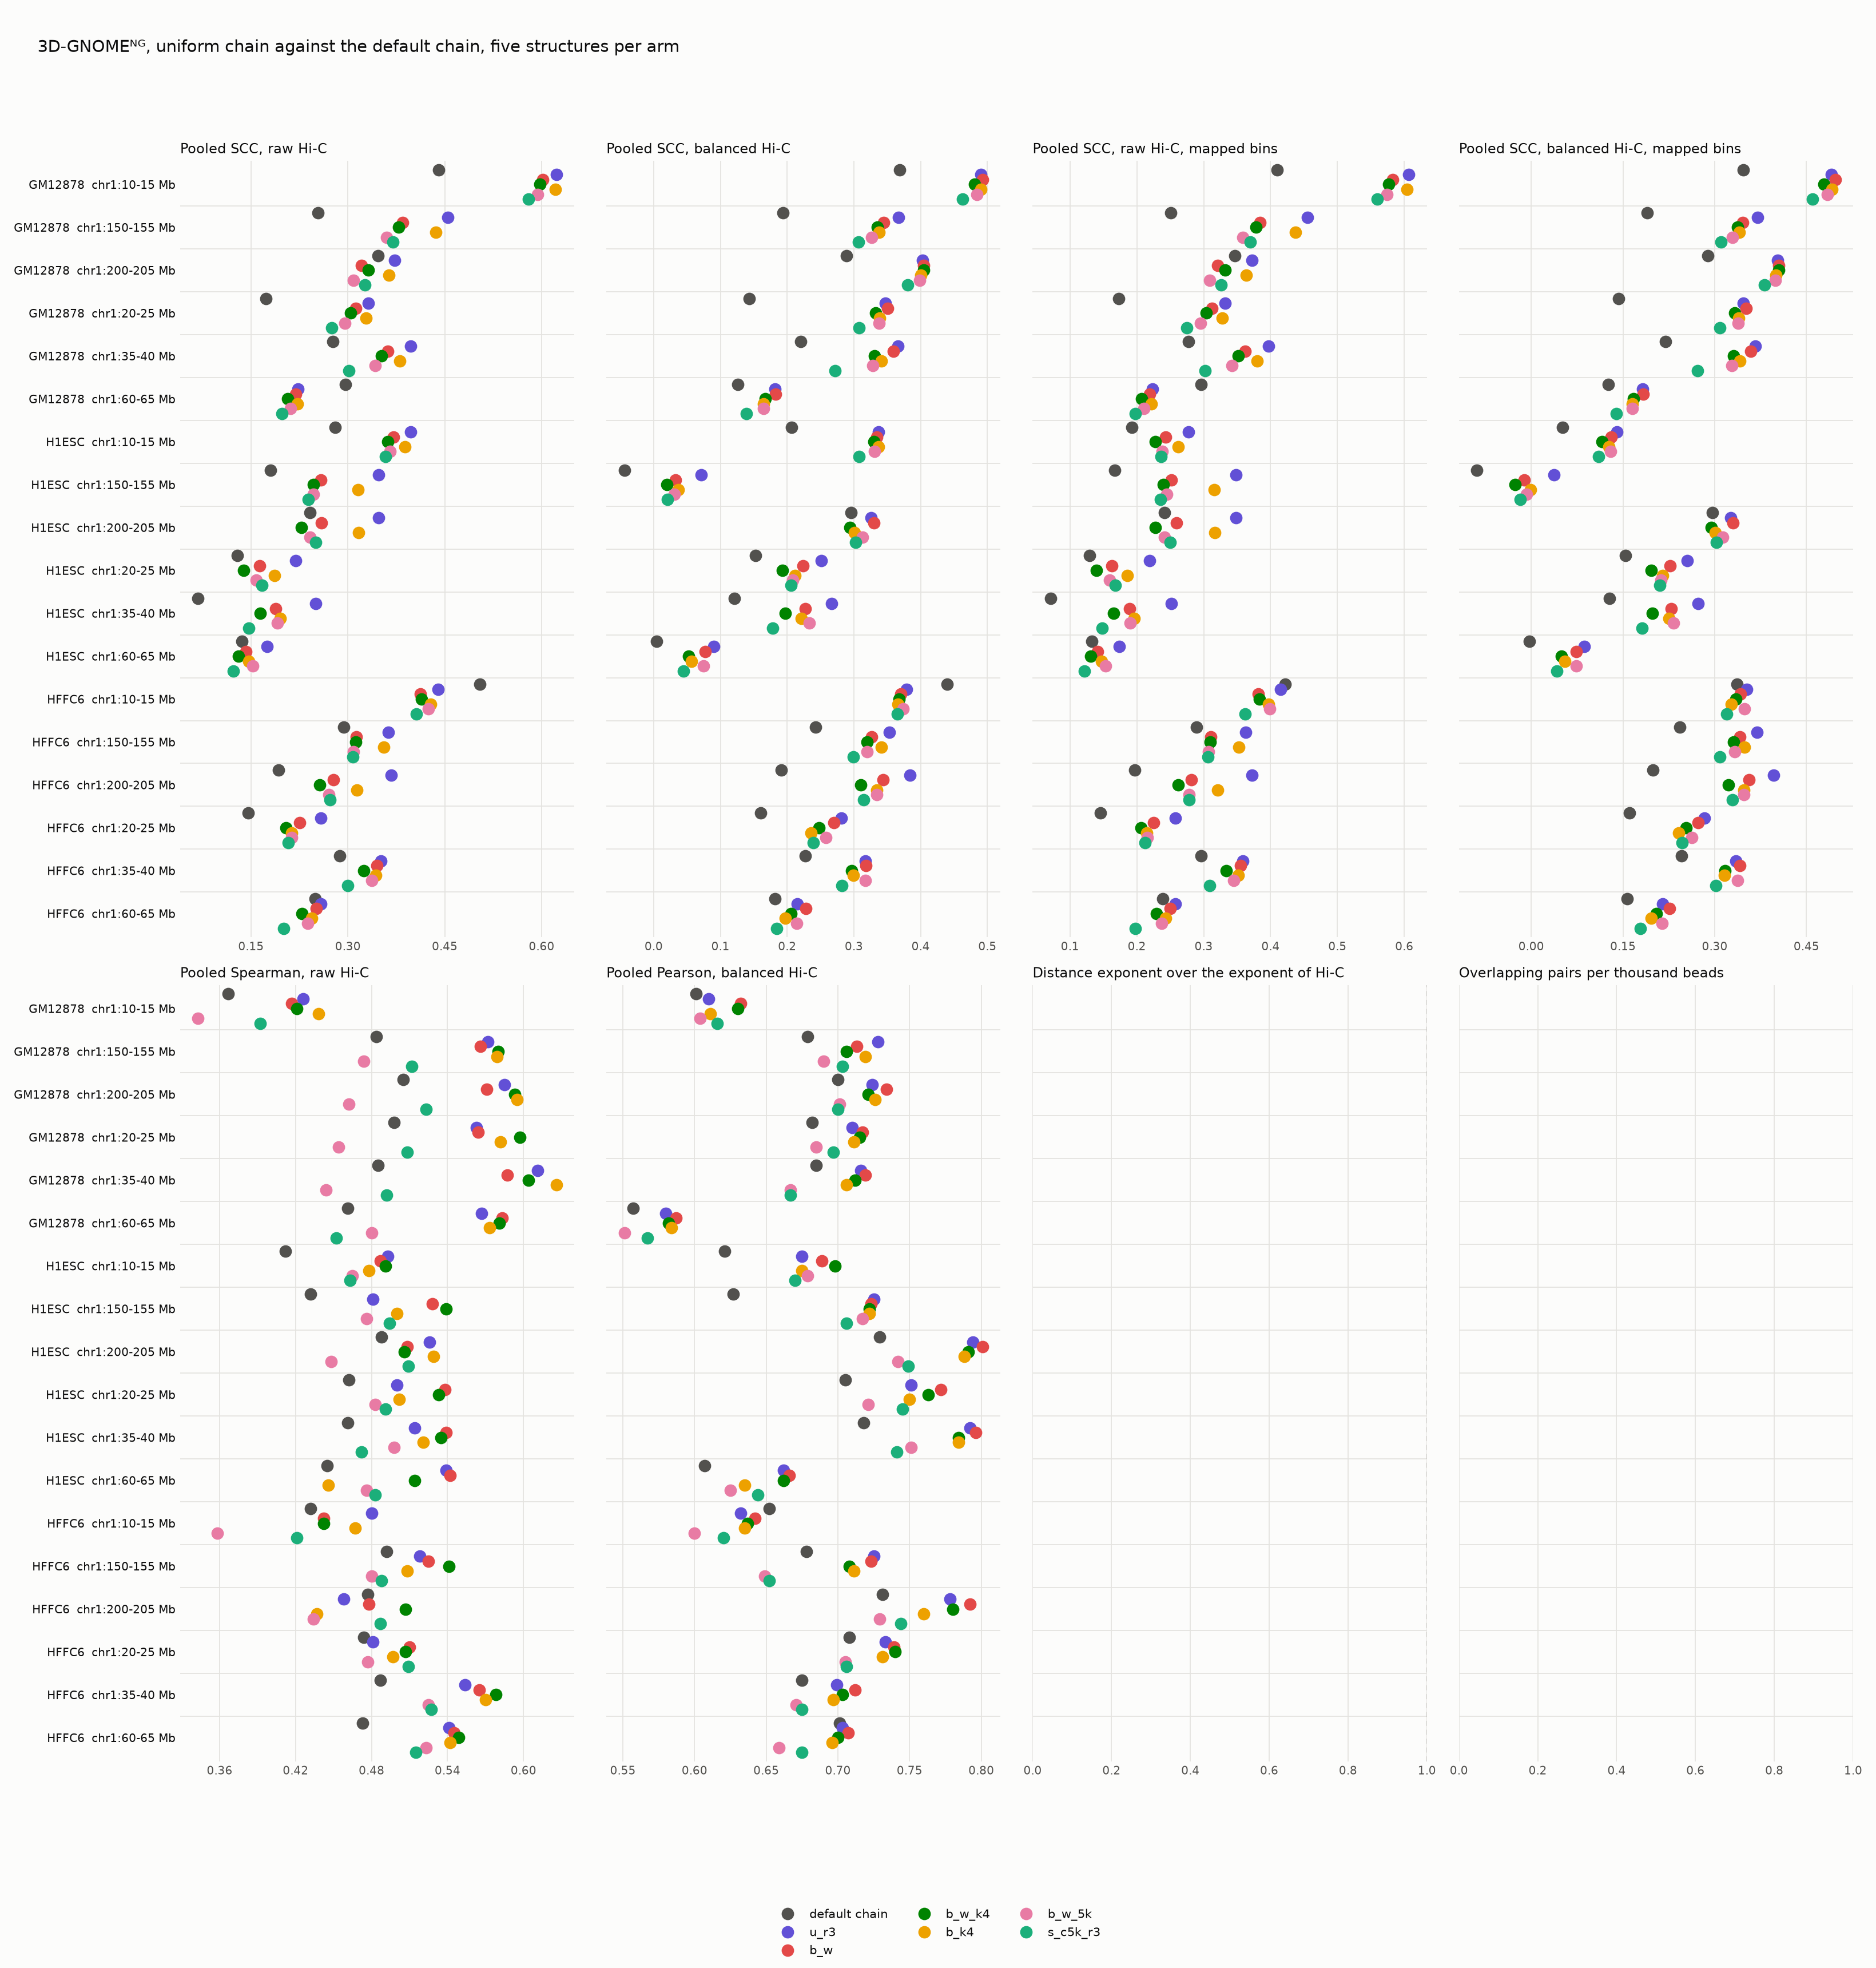 3D-GNOMEᴺᴳ, uniform chain against the default chain, five structures per arm
Pooled SCC, raw Hi-C
Pooled SCC, balanced Hi-C
Pooled SCC, raw Hi-C, mapped bins
Pooled SCC, balanced Hi-C, mapped bins
GM12878 chr1:10-15 Mb
GM12878 chr1:150-155 Mb
GM12878 chr1:200-205 Mb
GM12878 chr1:20-25 Mb
GM12878 chr1:35-40 Mb
GM12878 chr1:60-65 Mb
H1ESC chr1:10-15 Mb
H1ESC chr1:150-155 Mb
H1ESC chr1:200-205 Mb
H1ESC chr1:20-25 Mb
H1ESC chr1:35-40 Mb
H1ESC chr1:60-65 Mb
HFFC6 chr1:10-15 Mb
HFFC6 chr1:150-155 Mb
HFFC6 chr1:200-205 Mb
HFFC6 chr1:20-25 Mb
HFFC6 chr1:35-40 Mb
HFFC6 chr1:60-65 Mb
0.15 0.30 0.45 0.60
0.0 0.1 0.2 0.3 0.4 0.5
0.1 0.2 0.3 0.4 0.5 0.6
0.00 0.15 0.30 0.45
Pooled Spearman, raw Hi-C
Pooled Pearson, balanced Hi-C
Distance exponent over the exponent of Hi-C
Overlapping pairs per thousand beads
GM12878 chr1:10-15 Mb
GM12878 chr1:150-155 Mb
GM12878 chr1:200-205 Mb
GM12878 chr1:20-25 Mb
GM12878 chr1:35-40 Mb
GM12878 chr1:60-65 Mb
H1ESC chr1:10-15 Mb
H1ESC chr1:150-155 Mb
H1ESC chr1:200-205 Mb
H1ESC chr1:20-25 Mb
H1ESC chr1:35-40 Mb
H1ESC chr1:60-65 Mb
HFFC6 chr1:10-15 Mb
HFFC6 chr1:150-155 Mb
HFFC6 chr1:200-205 Mb
HFFC6 chr1:20-25 Mb
HFFC6 chr1:35-40 Mb
HFFC6 chr1:60-65 Mb
0.36 0.42 0.48 0.54 0.60
0.55 0.60 0.65 0.70 0.75 0.80
0.0 0.2 0.4 0.6 0.8 1.0
0.0 0.2 0.4 0.6 0.8 1.0
default chain
u_r3
b_w
b_w_k4
b_k4
b_w_5k
s_c5k_r3